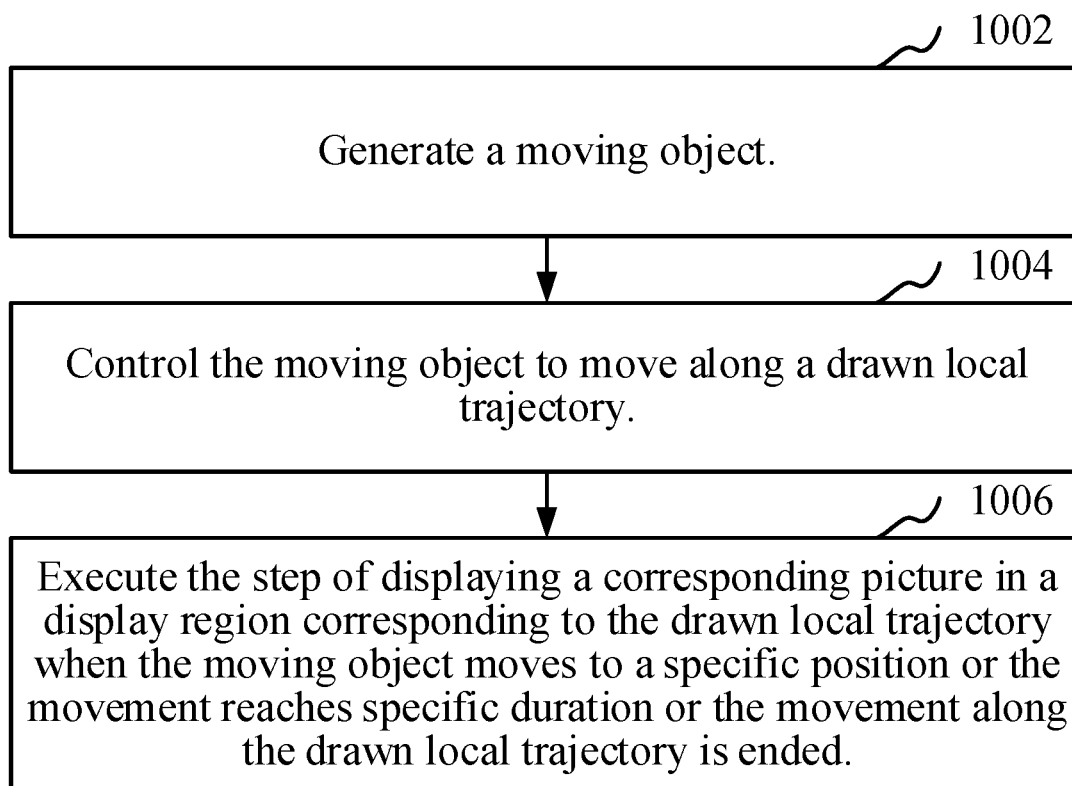 1002
Generate a moving object.
1004
Control the moving object to move along a drawn local
trajectory.
1006
Execute the step of displaying a corresponding picture in a
display region corresponding to the drawn local trajectory
when the moving object moves to a specific position or the
movement reaches specific duration or the movement along
the drawn local trajectory is ended.